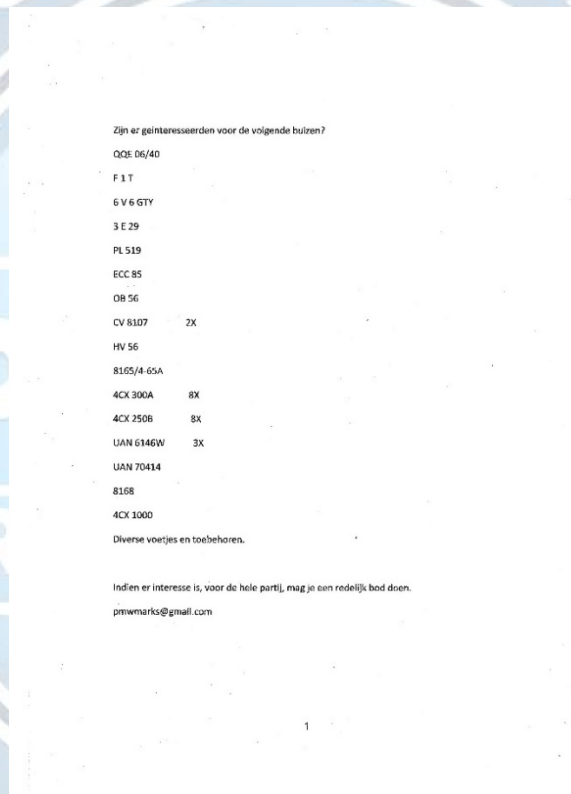 Zijn er geinteresseerden voor de volgende buizen?
QQE 06/40
F 1 T
6 V 6 GTY
3 E 29
PL 519
ECC 85
OB 56
CV 8107 2X
HV 56
8165/4-65A
4CX 300A 8X
4CX 250B 8X
UAN 6146W 3X
UAN 70414
8168
4CX 1000
Diverse voetjes en toebehoren.
Indien er interesse is, voor de hele partij, mag je een redelijk bod doen.
pmwmarks@gmail.com
1